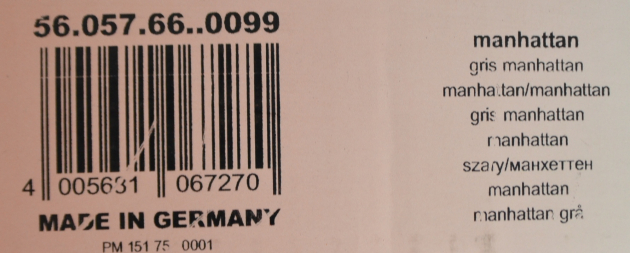 56.057.66..0099
4 005631 067270
MADE IN GERMANY
PM 151 75 0001
manhattan
gris manhattan
manhattan/manhattan
gris manhattan
manhattan
szary/манхеттен
manhattan
manhattan grå